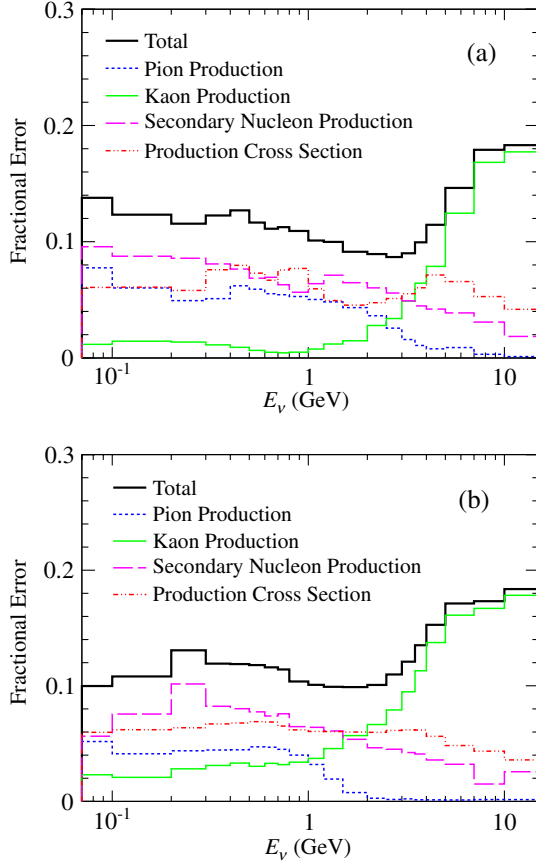 0.3
(a)
Total
Pion Production
Kaon Production
0.2
Secondary Nucleon Production
Production Cross Section
Fractional Error
0.1
0
10⁻¹
1
10
Eν (GeV)
0.3
(b)
Total
Pion Production
Kaon Production
0.2
Secondary Nucleon Production
Production Cross Section
Fractional Error
0.1
0
10⁻¹
1
10
Eν (GeV)